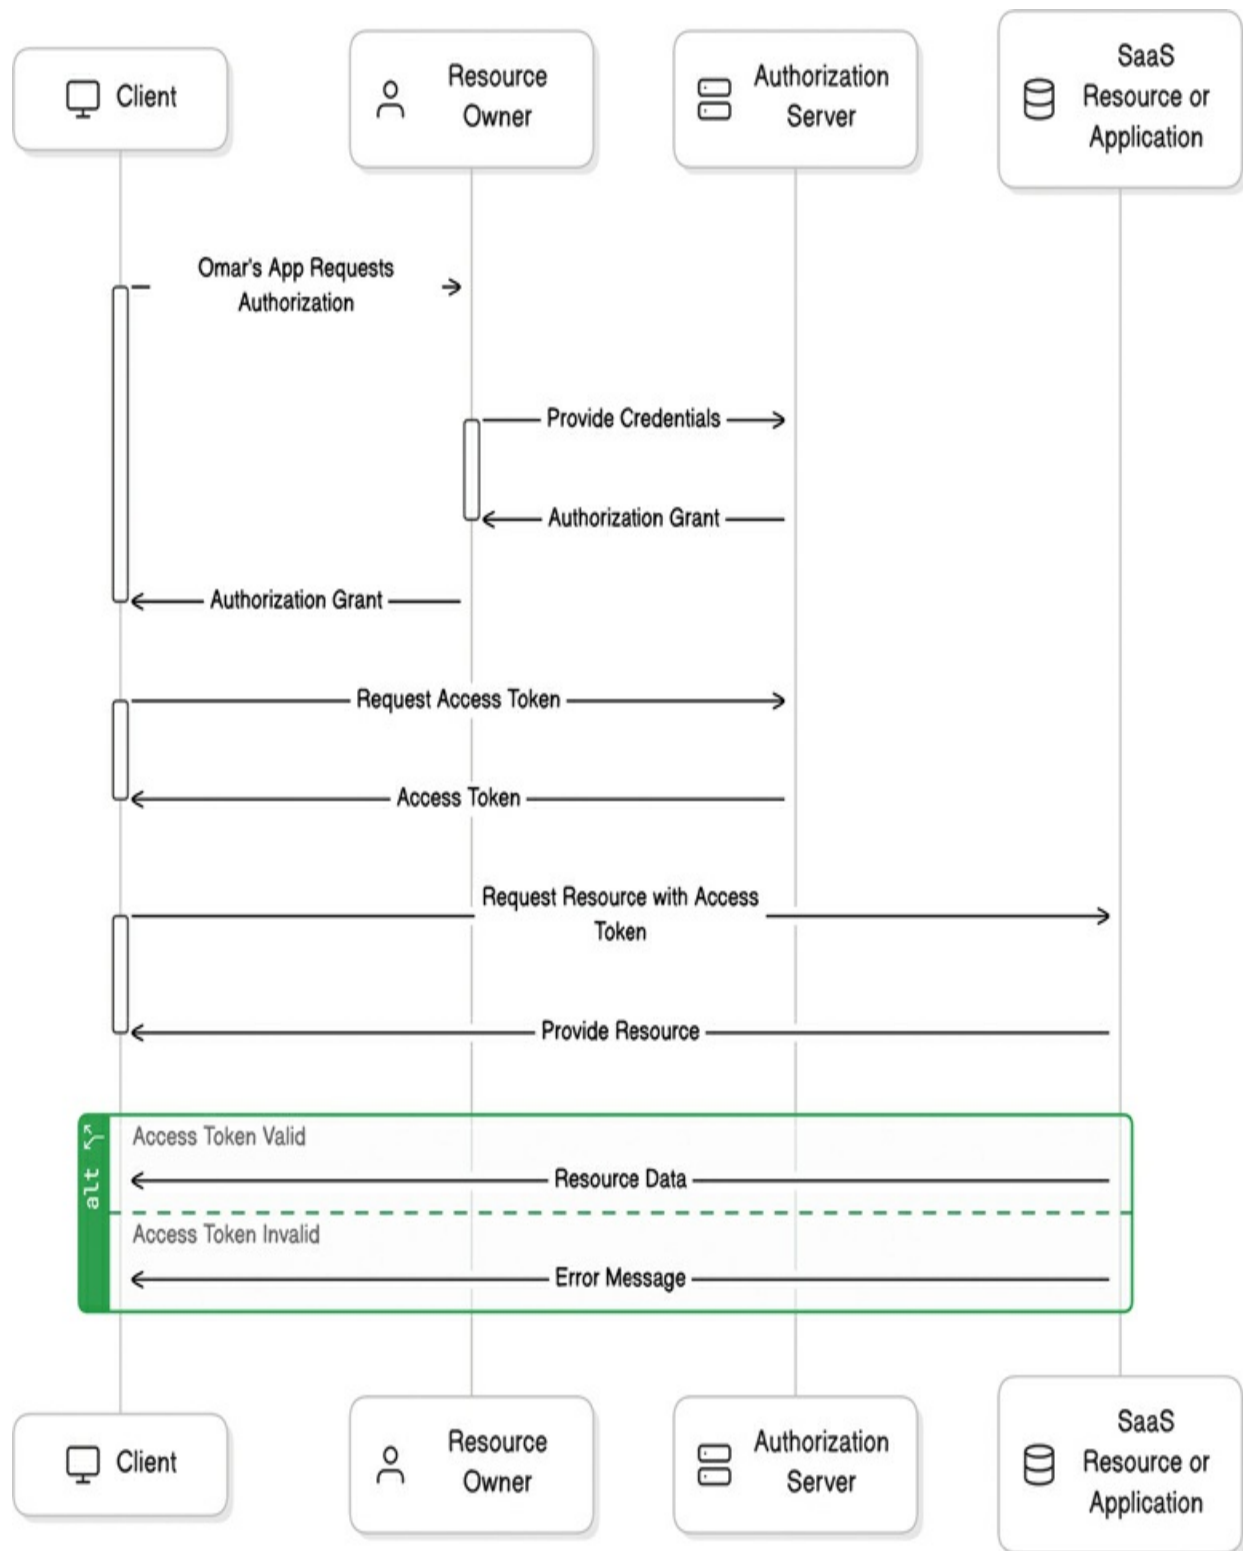 Client
Resource
Owner
Authorization
Server
SaaS
Resource or
Application
Omar's App Requests
Authorization
Provide Credentials
Authorization Grant
Authorization Grant
Request Access Token
Access Token
Request Resource with Access
Token
Provide Resource
alt
Access Token Valid
Resource Data
Access Token Invalid
Error Message
Client
Resource
Owner
Authorization
Server
SaaS
Resource or
Application